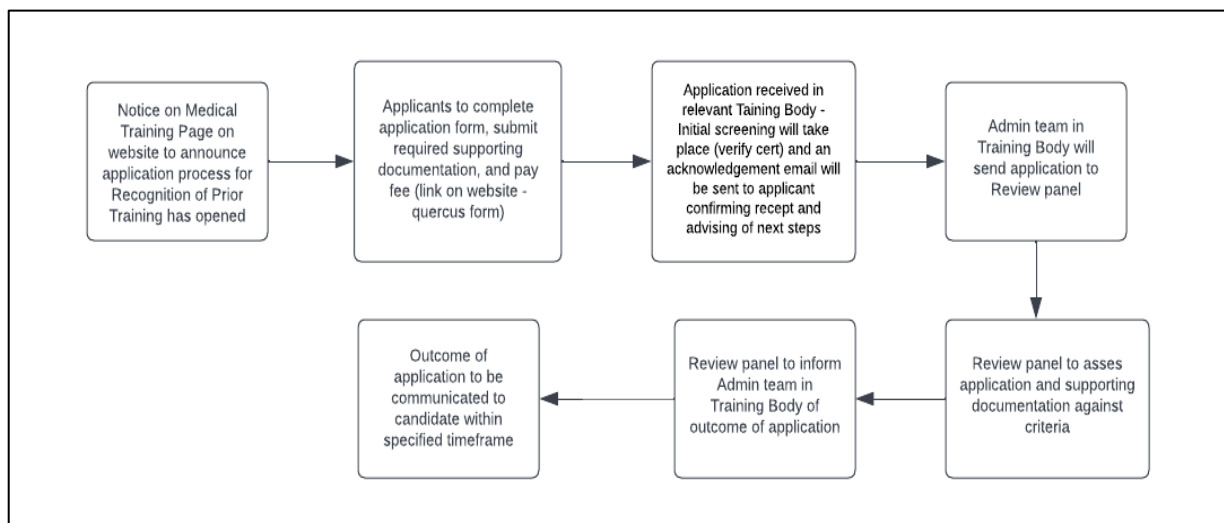 Notice on Medical
Training Page on
website to announce
application process for
Recognition of Prior
Training has opened
Applicants to complete
application form, submit
required supporting
documentation, and pay
fee (link on website -
quercus form)
Application received in
relevant Taining Body -
Initial screening will take
place (verify cert) and an
acknowledgement email will
be sent to applicant
confirming recept and
advising of next steps
Admin team in
Training Body will
send application to
Review panel
Review panel to asses
application and supporting
documentation against
criteria
Review panel to inform
Admin team in
Training Body of
outcome of application
Outcome of
application to be
communicated to
candidate within
specified timeframe